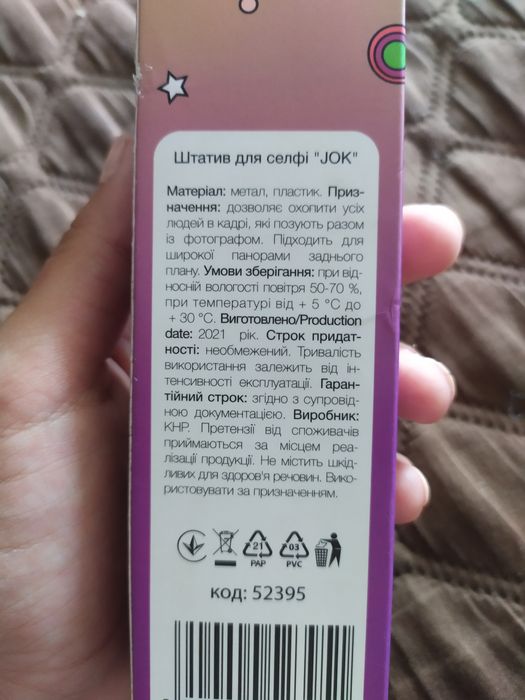 Штатив для селфі "JOK"
Матеріал: метал, пластик. Приз-
начення: дозволяє охопити усіх
людей в кадрі, які позують разом
із фотографом. Підходить для
широкої панорами заднього
плану. Умови зберігання: при від-
носній вологості повітря 50-70 %,
при температурі від + 5 °С до
+ 30 °С. Виготовлено/Production
date: 2021 рік. Строк придат-
ності: необмежений. Тривалість
використання залежить від ін-
тенсивності експлуатації. Гаран-
тійний строк: згідно з супровід-
ною документацією. Виробник:
КНР. Претензії від споживачів
приймаються за місцем реа-
лізації продукції. Не містить шкід-
ливих для здоров'я речовин. Вико-
ристовувати за призначенням.
21 03
PAP PVC
код: 52395